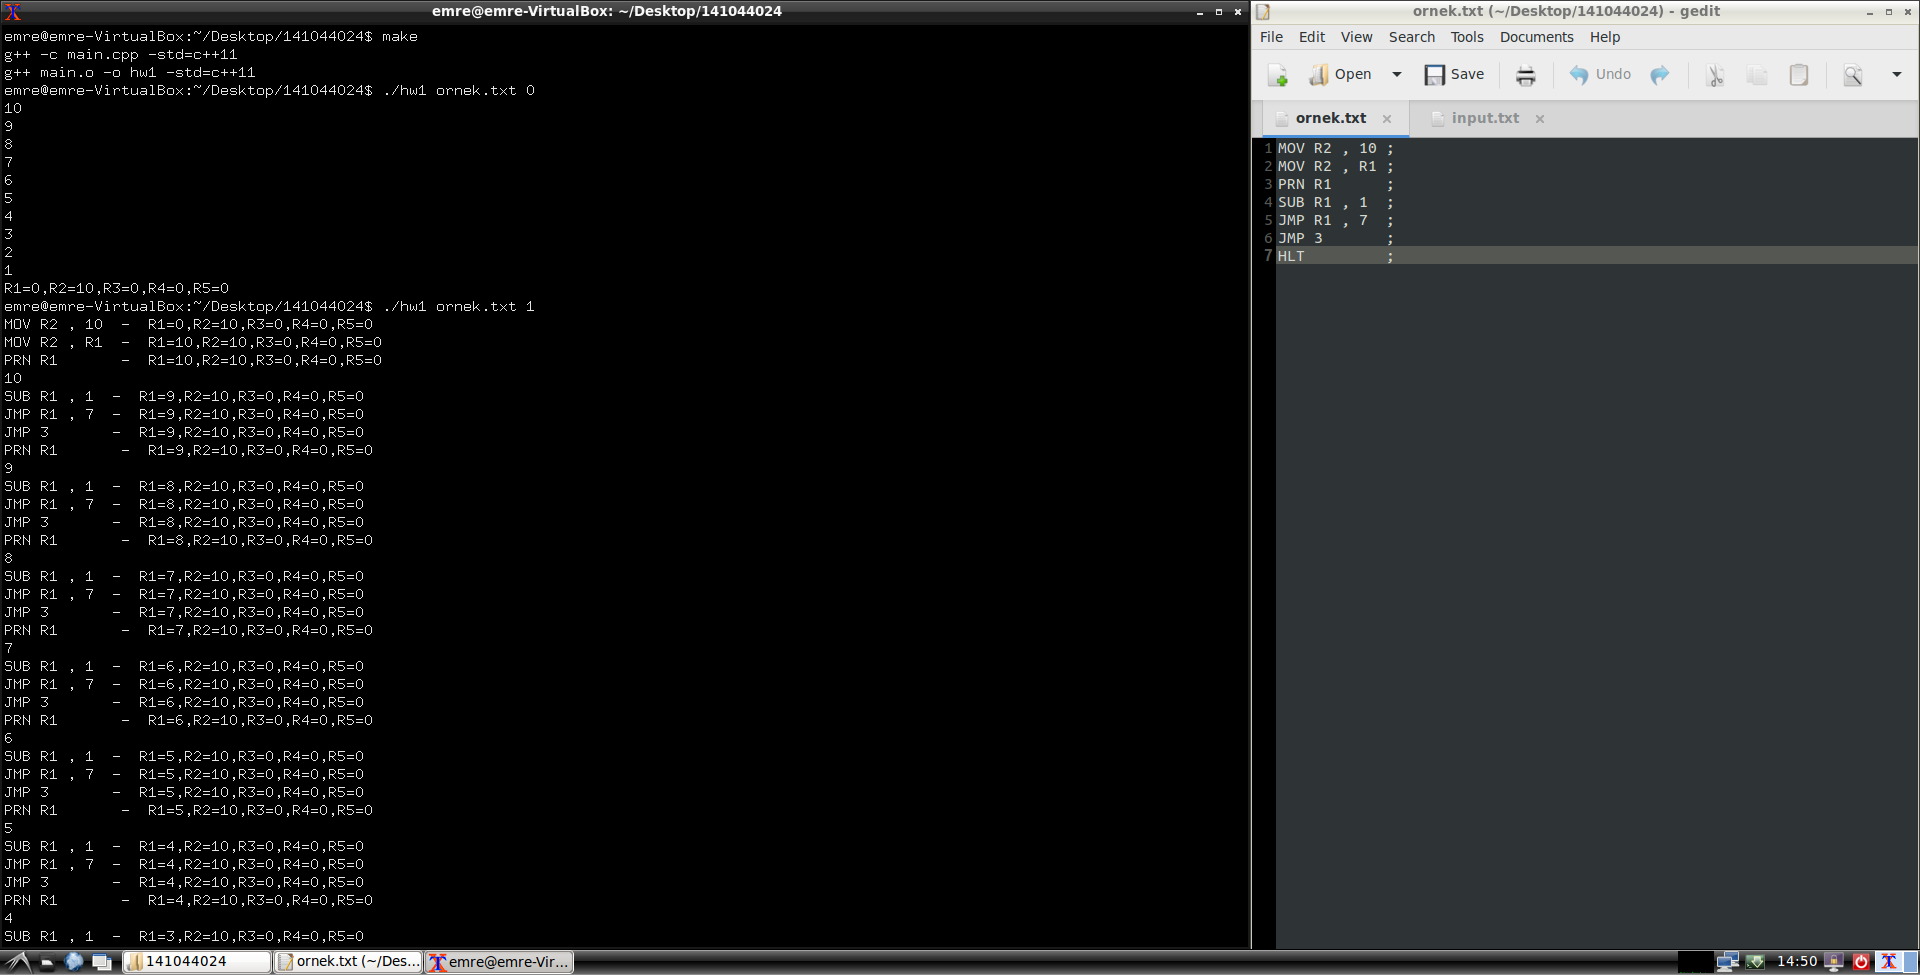 emre@emre-VirtualBox: ~/Desktop/141044024
emre@emre-VirtualBox:~/Desktop/141044024$ make
g++ -c main.cpp -std=c++11
g++ main.o -o hw1 -std=c++11
emre@emre-VirtualBox:~/Desktop/141044024$ ./hw1 ornek.txt 0
10
9
8
7
6
5
4
3
2
1
R1=0,R2=10,R3=0,R4=0,R5=0
emre@emre-VirtualBox:~/Desktop/141044024$ ./hw1 ornek.txt 1
MOV R2 , 10  -  R1=0,R2=10,R3=0,R4=0,R5=0
MOV R2 , R1  -  R1=10,R2=10,R3=0,R4=0,R5=0
PRN R1       -  R1=10,R2=10,R3=0,R4=0,R5=0
10
SUB R1 , 1  -  R1=9,R2=10,R3=0,R4=0,R5=0
JMP R1 , 7  -  R1=9,R2=10,R3=0,R4=0,R5=0
JMP 3       -  R1=9,R2=10,R3=0,R4=0,R5=0
PRN R1       -  R1=9,R2=10,R3=0,R4=0,R5=0
9
SUB R1 , 1  -  R1=8,R2=10,R3=0,R4=0,R5=0
JMP R1 , 7  -  R1=8,R2=10,R3=0,R4=0,R5=0
JMP 3       -  R1=8,R2=10,R3=0,R4=0,R5=0
PRN R1       -  R1=8,R2=10,R3=0,R4=0,R5=0
8
SUB R1 , 1  -  R1=7,R2=10,R3=0,R4=0,R5=0
JMP R1 , 7  -  R1=7,R2=10,R3=0,R4=0,R5=0
JMP 3       -  R1=7,R2=10,R3=0,R4=0,R5=0
PRN R1       -  R1=7,R2=10,R3=0,R4=0,R5=0
7
SUB R1 , 1  -  R1=6,R2=10,R3=0,R4=0,R5=0
JMP R1 , 7  -  R1=6,R2=10,R3=0,R4=0,R5=0
JMP 3       -  R1=6,R2=10,R3=0,R4=0,R5=0
PRN R1       -  R1=6,R2=10,R3=0,R4=0,R5=0
6
SUB R1 , 1  -  R1=5,R2=10,R3=0,R4=0,R5=0
JMP R1 , 7  -  R1=5,R2=10,R3=0,R4=0,R5=0
JMP 3       -  R1=5,R2=10,R3=0,R4=0,R5=0
PRN R1       -  R1=5,R2=10,R3=0,R4=0,R5=0
5
SUB R1 , 1  -  R1=4,R2=10,R3=0,R4=0,R5=0
JMP R1 , 7  -  R1=4,R2=10,R3=0,R4=0,R5=0
JMP 3       -  R1=4,R2=10,R3=0,R4=0,R5=0
PRN R1       -  R1=4,R2=10,R3=0,R4=0,R5=0
4
SUB R1 , 1  -  R1=3,R2=10,R3=0,R4=0,R5=0
ornek.txt (~/Desktop/141044024) - gedit
File Edit View Search Tools Documents Help
Open Save Undo
ornek.txt input.txt
1 MOV R2 , 10 ;
2 MOV R2 , R1 ;
3 PRN R1      ;
4 SUB R1 , 1  ;
5 JMP R1 , 7  ;
6 JMP 3       ;
7 HLT         ;
141044024 ornek.txt (~/Des... emre@emre-Vir... 14:50